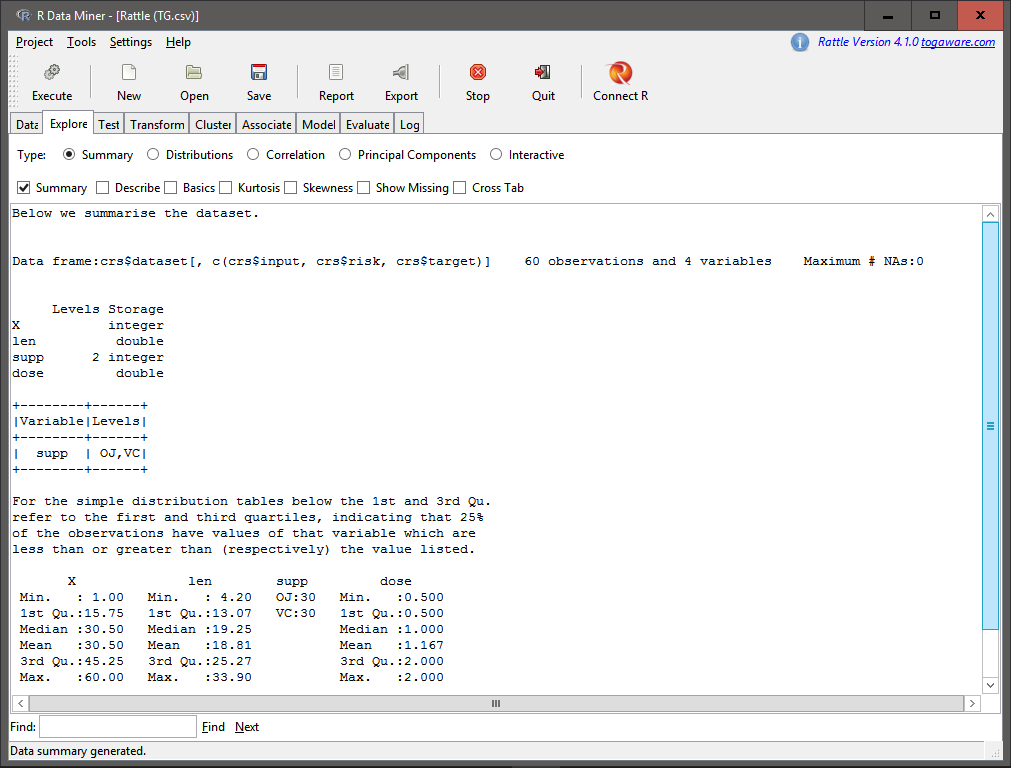 R Data Miner - [Rattle (TG.csv)]
Project Tools Settings Help Rattle Version 4.1.0 togaware.com
Execute New Open Save Report Export Stop Quit Connect R
Data Explore Test Transform Cluster Associate Model Evaluate Log
Type: Summary Distributions Correlation Principal Components Interactive
Summary Describe Basics Kurtosis Skewness Show Missing Cross Tab
Below we summarise the dataset.
Data frame:crs$dataset[, c(crs$input, crs$risk, crs$target)]    60 observations and 4 variables    Maximum # NAs:0
     Levels Storage
X           integer
len          double
supp      2 integer
dose         double
+--------+------+
|Variable|Levels|
+--------+------+
|  supp  | OJ,VC|
+--------+------+
For the simple distribution tables below the 1st and 3rd Qu.
refer to the first and third quartiles, indicating that 25%
of the observations have values of that variable which are
less than or greater than (respectively) the value listed.
       X              len        supp         dose
 Min.   : 1.00   Min.   : 4.20   OJ:30   Min.   :0.500
 1st Qu.:15.75   1st Qu.:13.07   VC:30   1st Qu.:0.500
 Median :30.50   Median :19.25           Median :1.000
 Mean   :30.50   Mean   :18.81           Mean   :1.167
 3rd Qu.:45.25   3rd Qu.:25.27           3rd Qu.:2.000
 Max.   :60.00   Max.   :33.90           Max.   :2.000
Find: Find Next
Data summary generated.